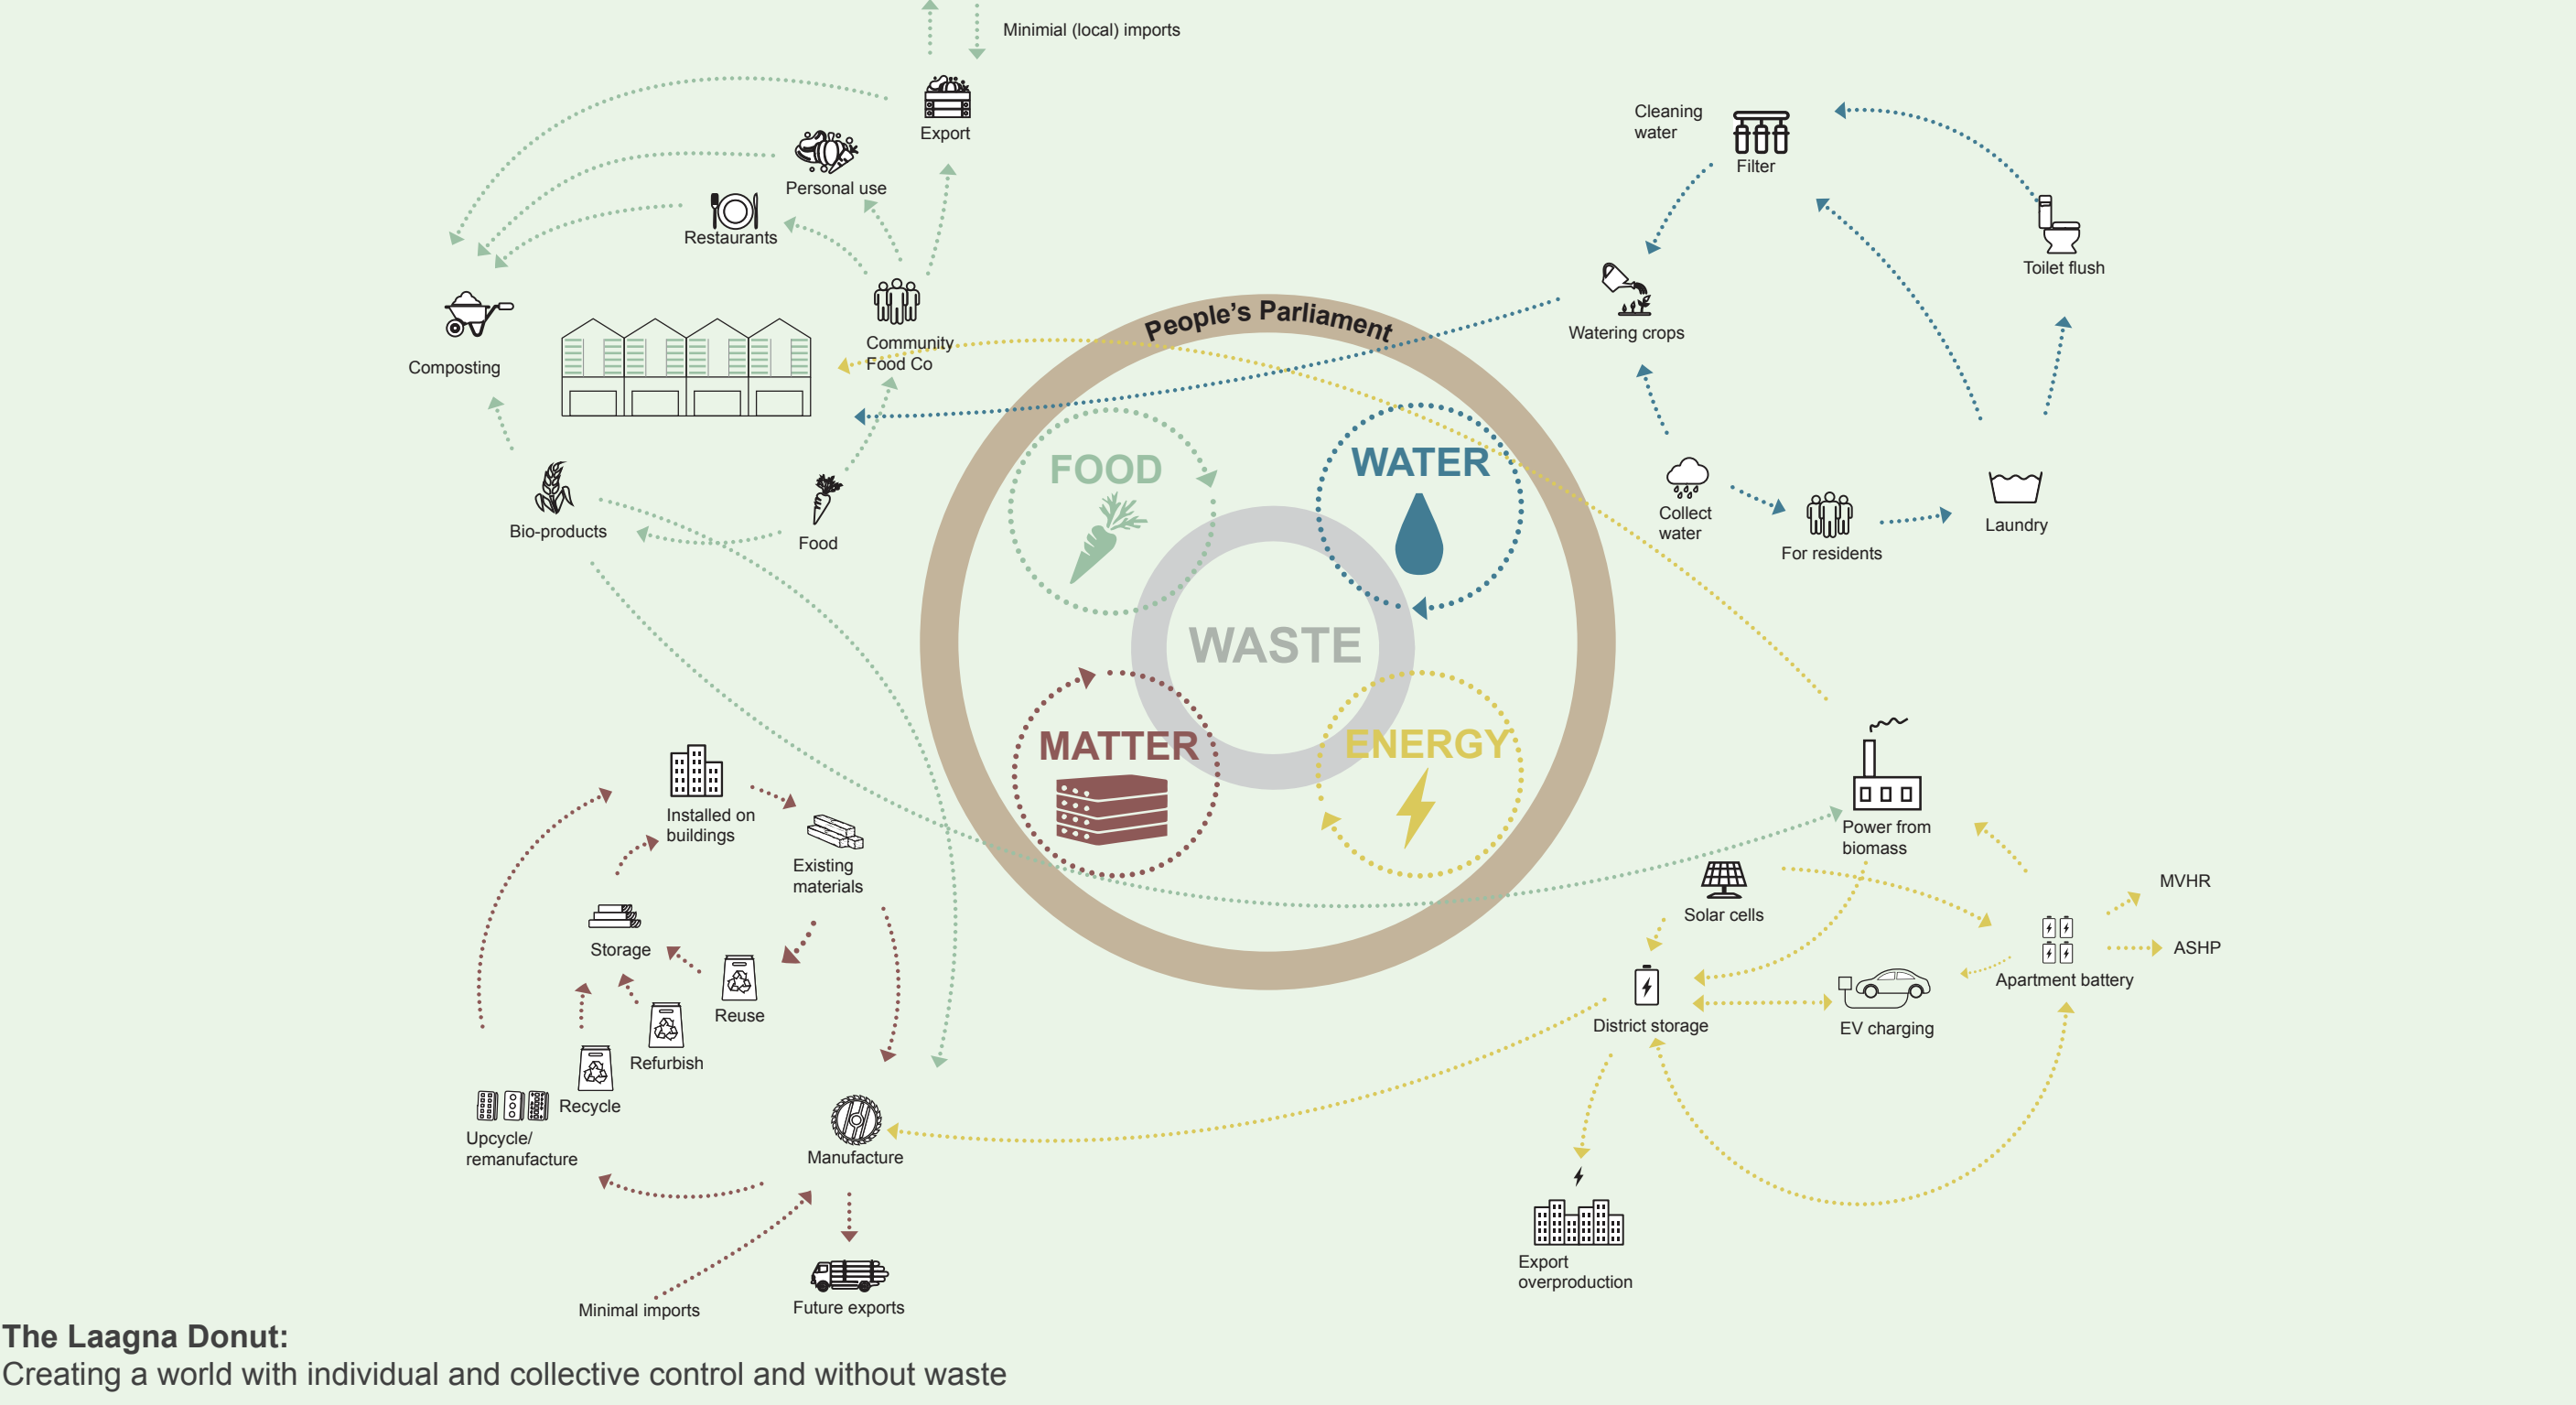 Minimial (local) imports
Export
Personal use
Restaurants
Community
Food Co
Composting
Bio-products
Food
Cleaning
water
Filter
Toilet flush
Watering crops
Collect
water
For residents
Laundry
People's Parliament
FOOD
WATER
WASTE
MATTER
ENERGY
Installed on
buildings
Existing
materials
Storage
Reuse
Refurbish
Recycle
Upcycle/
remanufacture
Manufacture
Minimal imports
Future exports
Power from
biomass
Solar cells
MVHR
ASHP
Apartment battery
District storage
EV charging
Export
overproduction
The Laagna Donut:
Creating a world with individual and collective control and without waste